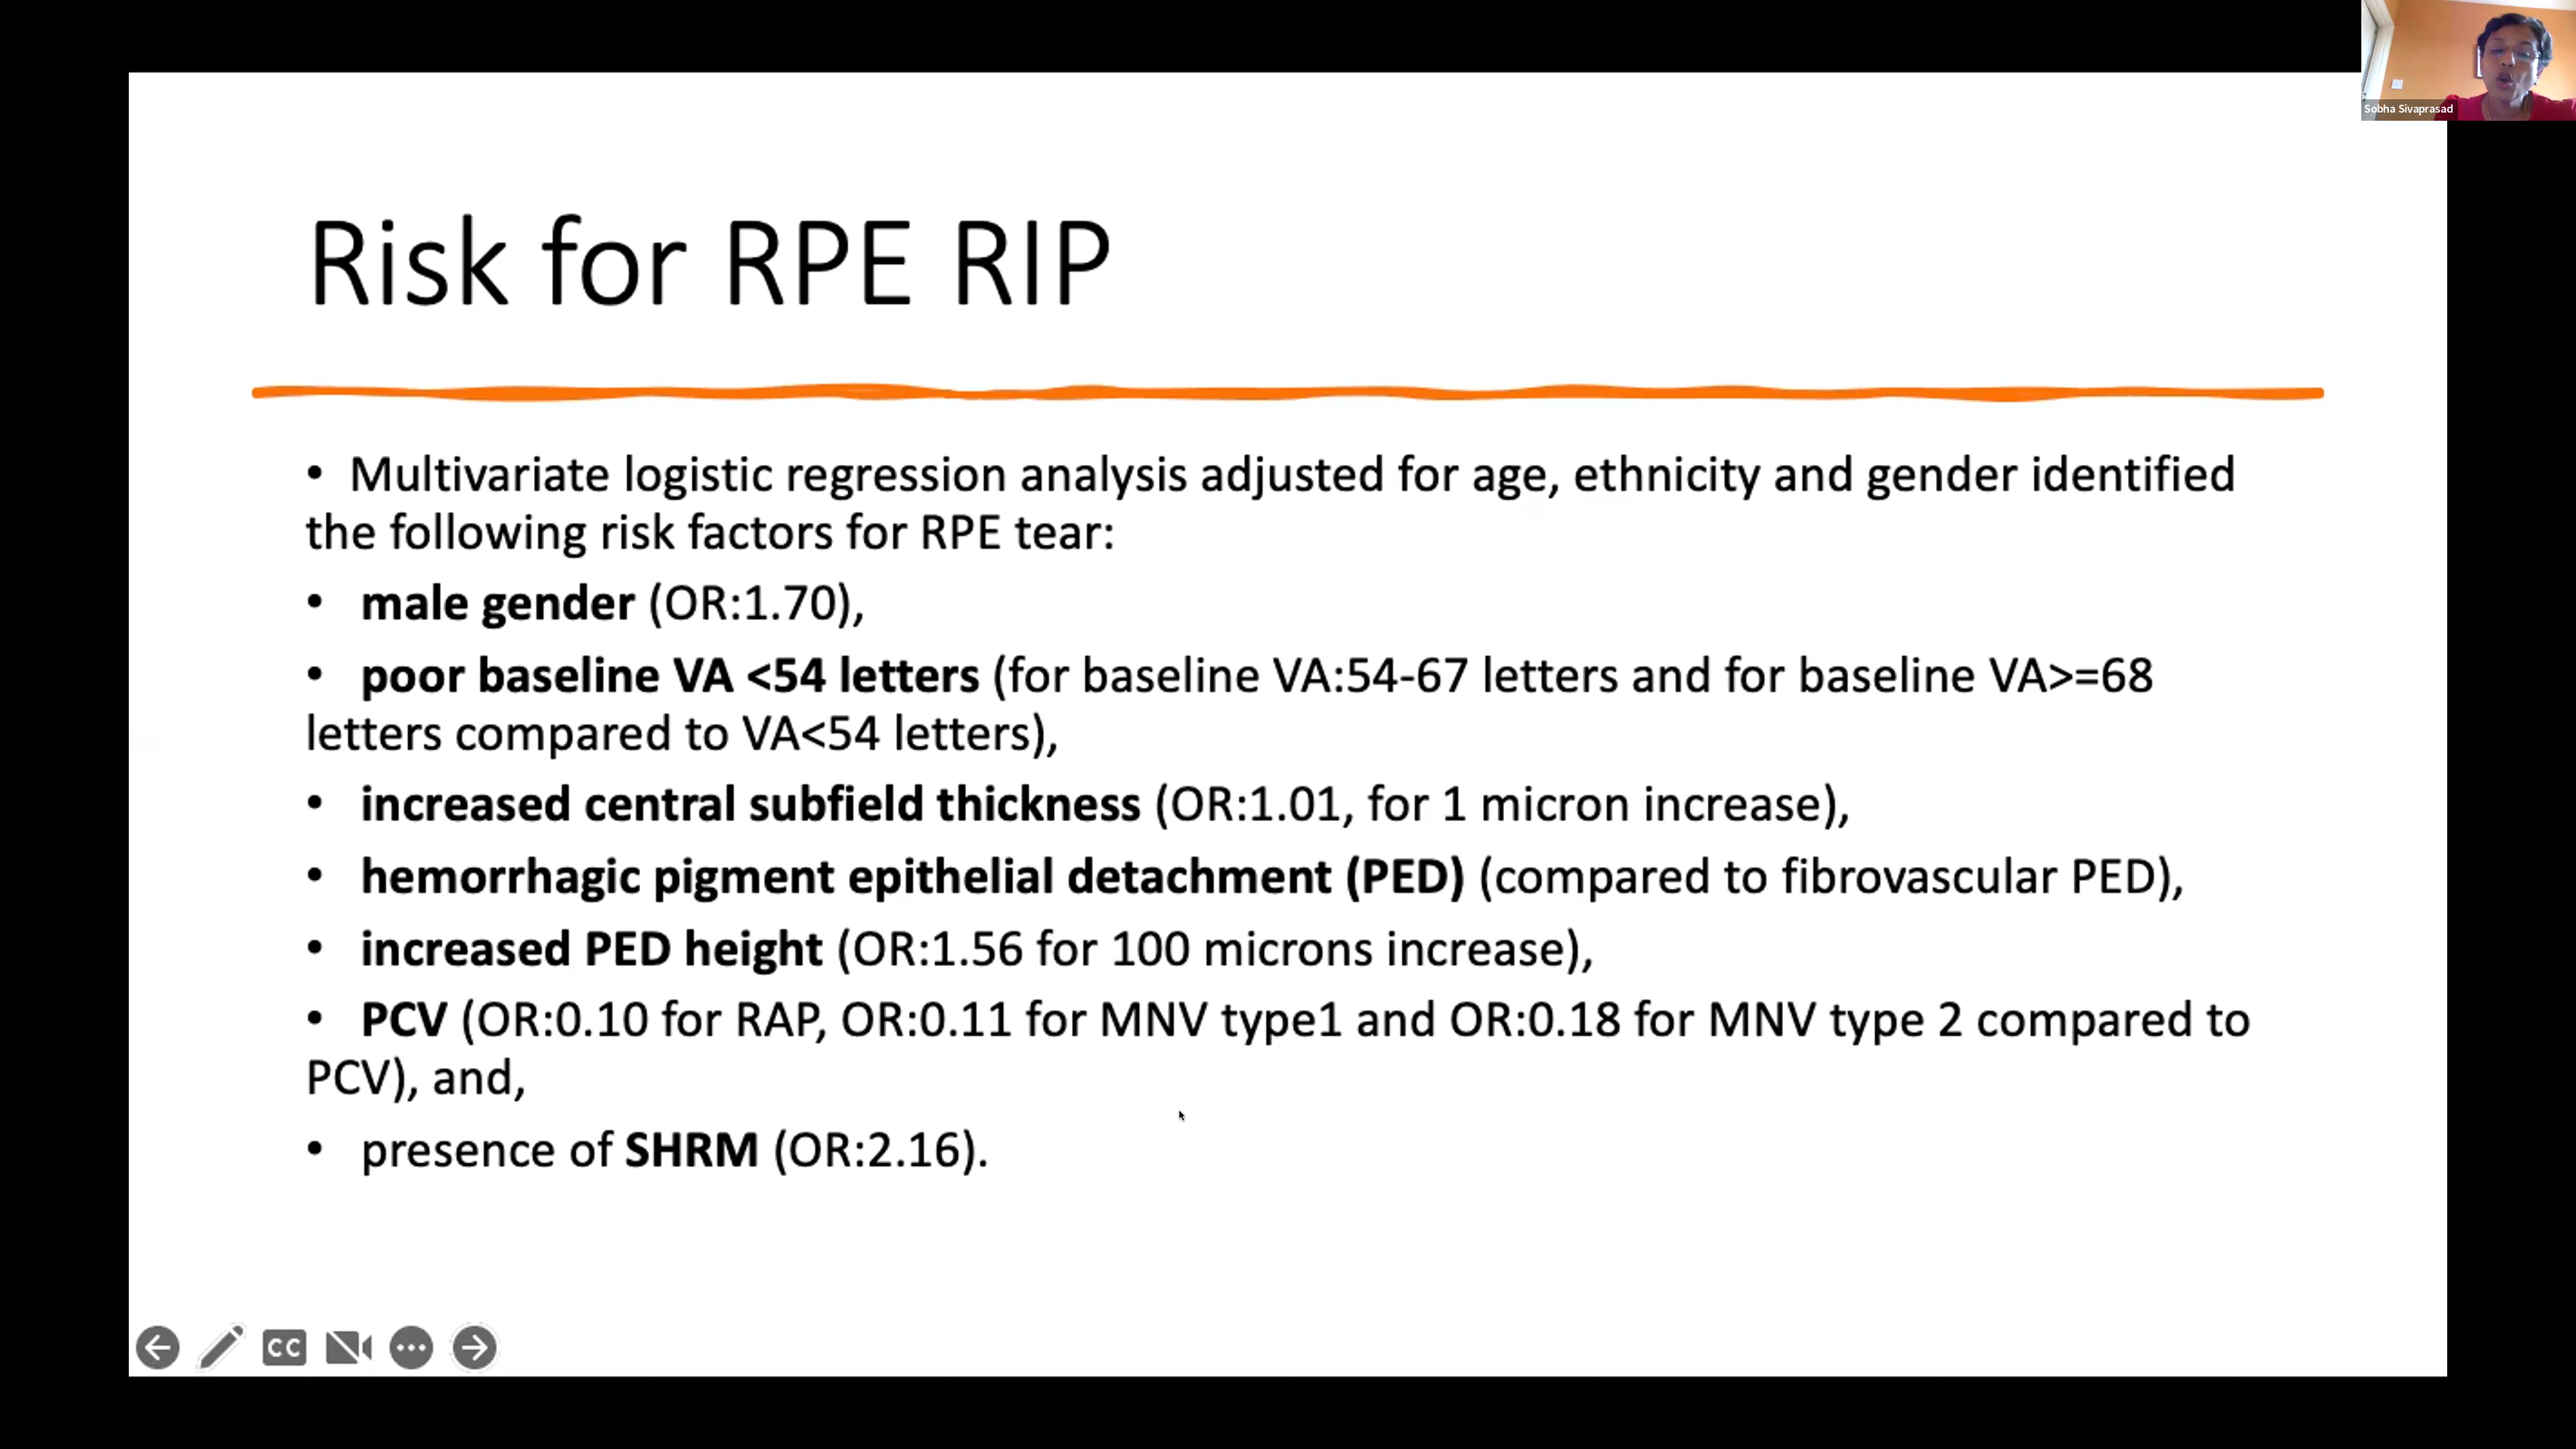 Sobha Sivaprasad
Risk for RPE RIP
• Multivariate logistic regression analysis adjusted for age, ethnicity and gender identified
the following risk factors for RPE tear:
• male gender (OR:1.70),
• poor baseline VA <54 letters (for baseline VA:54-67 letters and for baseline VA>=68
letters compared to VA<54 letters),
• increased central subfield thickness (OR:1.01, for 1 micron increase),
• hemorrhagic pigment epithelial detachment (PED) (compared to fibrovascular PED),
• increased PED height (OR:1.56 for 100 microns increase),
• PCV (OR:0.10 for RAP, OR:0.11 for MNV type1 and OR:0.18 for MNV type 2 compared to
PCV), and,
• presence of SHRM (OR:2.16).
CC